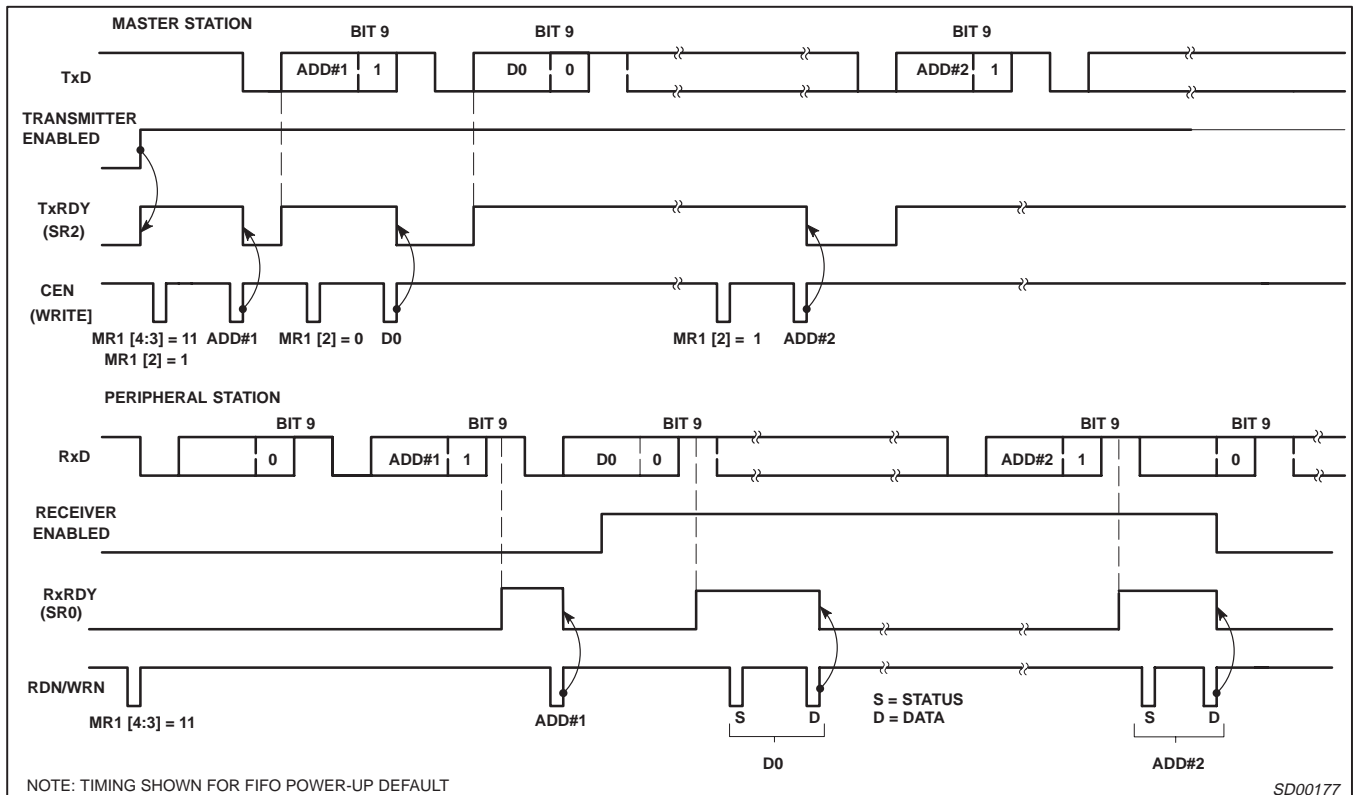 MASTER STATION
BIT 9 BIT 9 BIT 9
TxD ADD#1 1 D0 0 ADD#2 1
TRANSMITTER
ENABLED
TxRDY
(SR2)
CEN
(WRITE]
MR1 [4:3] = 11 ADD#1 MR1 [2] = 0 D0 MR1 [2] = 1 ADD#2
MR1 [2] = 1
PERIPHERAL STATION
BIT 9 BIT 9 BIT 9 BIT 9 BIT 9
RxD 0 ADD#1 1 D0 0 ADD#2 1 0
RECEIVER
ENABLED
RxRDY
(SR0)
RDN/WRN
MR1 [4:3] = 11 ADD#1 S D S = STATUS S D
D = DATA
D0 ADD#2
NOTE: TIMING SHOWN FOR FIFO POWER-UP DEFAULT
SD00177